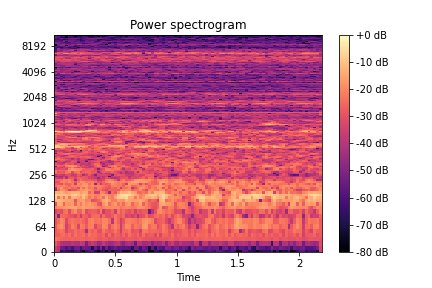 Power spectrogram
Hz
8192
4096
2048
1024
512
256
128
64
0
0
0.5
1
1.5
2
Time
+0 dB
-10 dB
-20 dB
-30 dB
-40 dB
-50 dB
-60 dB
-70 dB
-80 dB